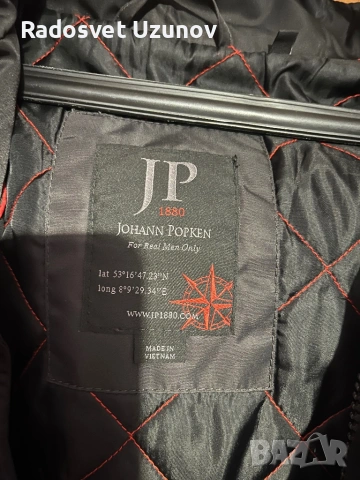 Radosvet Uzunov
JP
1880
JOHANN POPKEN
For Real Men Only
lat 53°16'47.23"N
long 8°9'29.34"E
WWW.JP1880.COM
MADE IN
VIETNAM
BAZAR